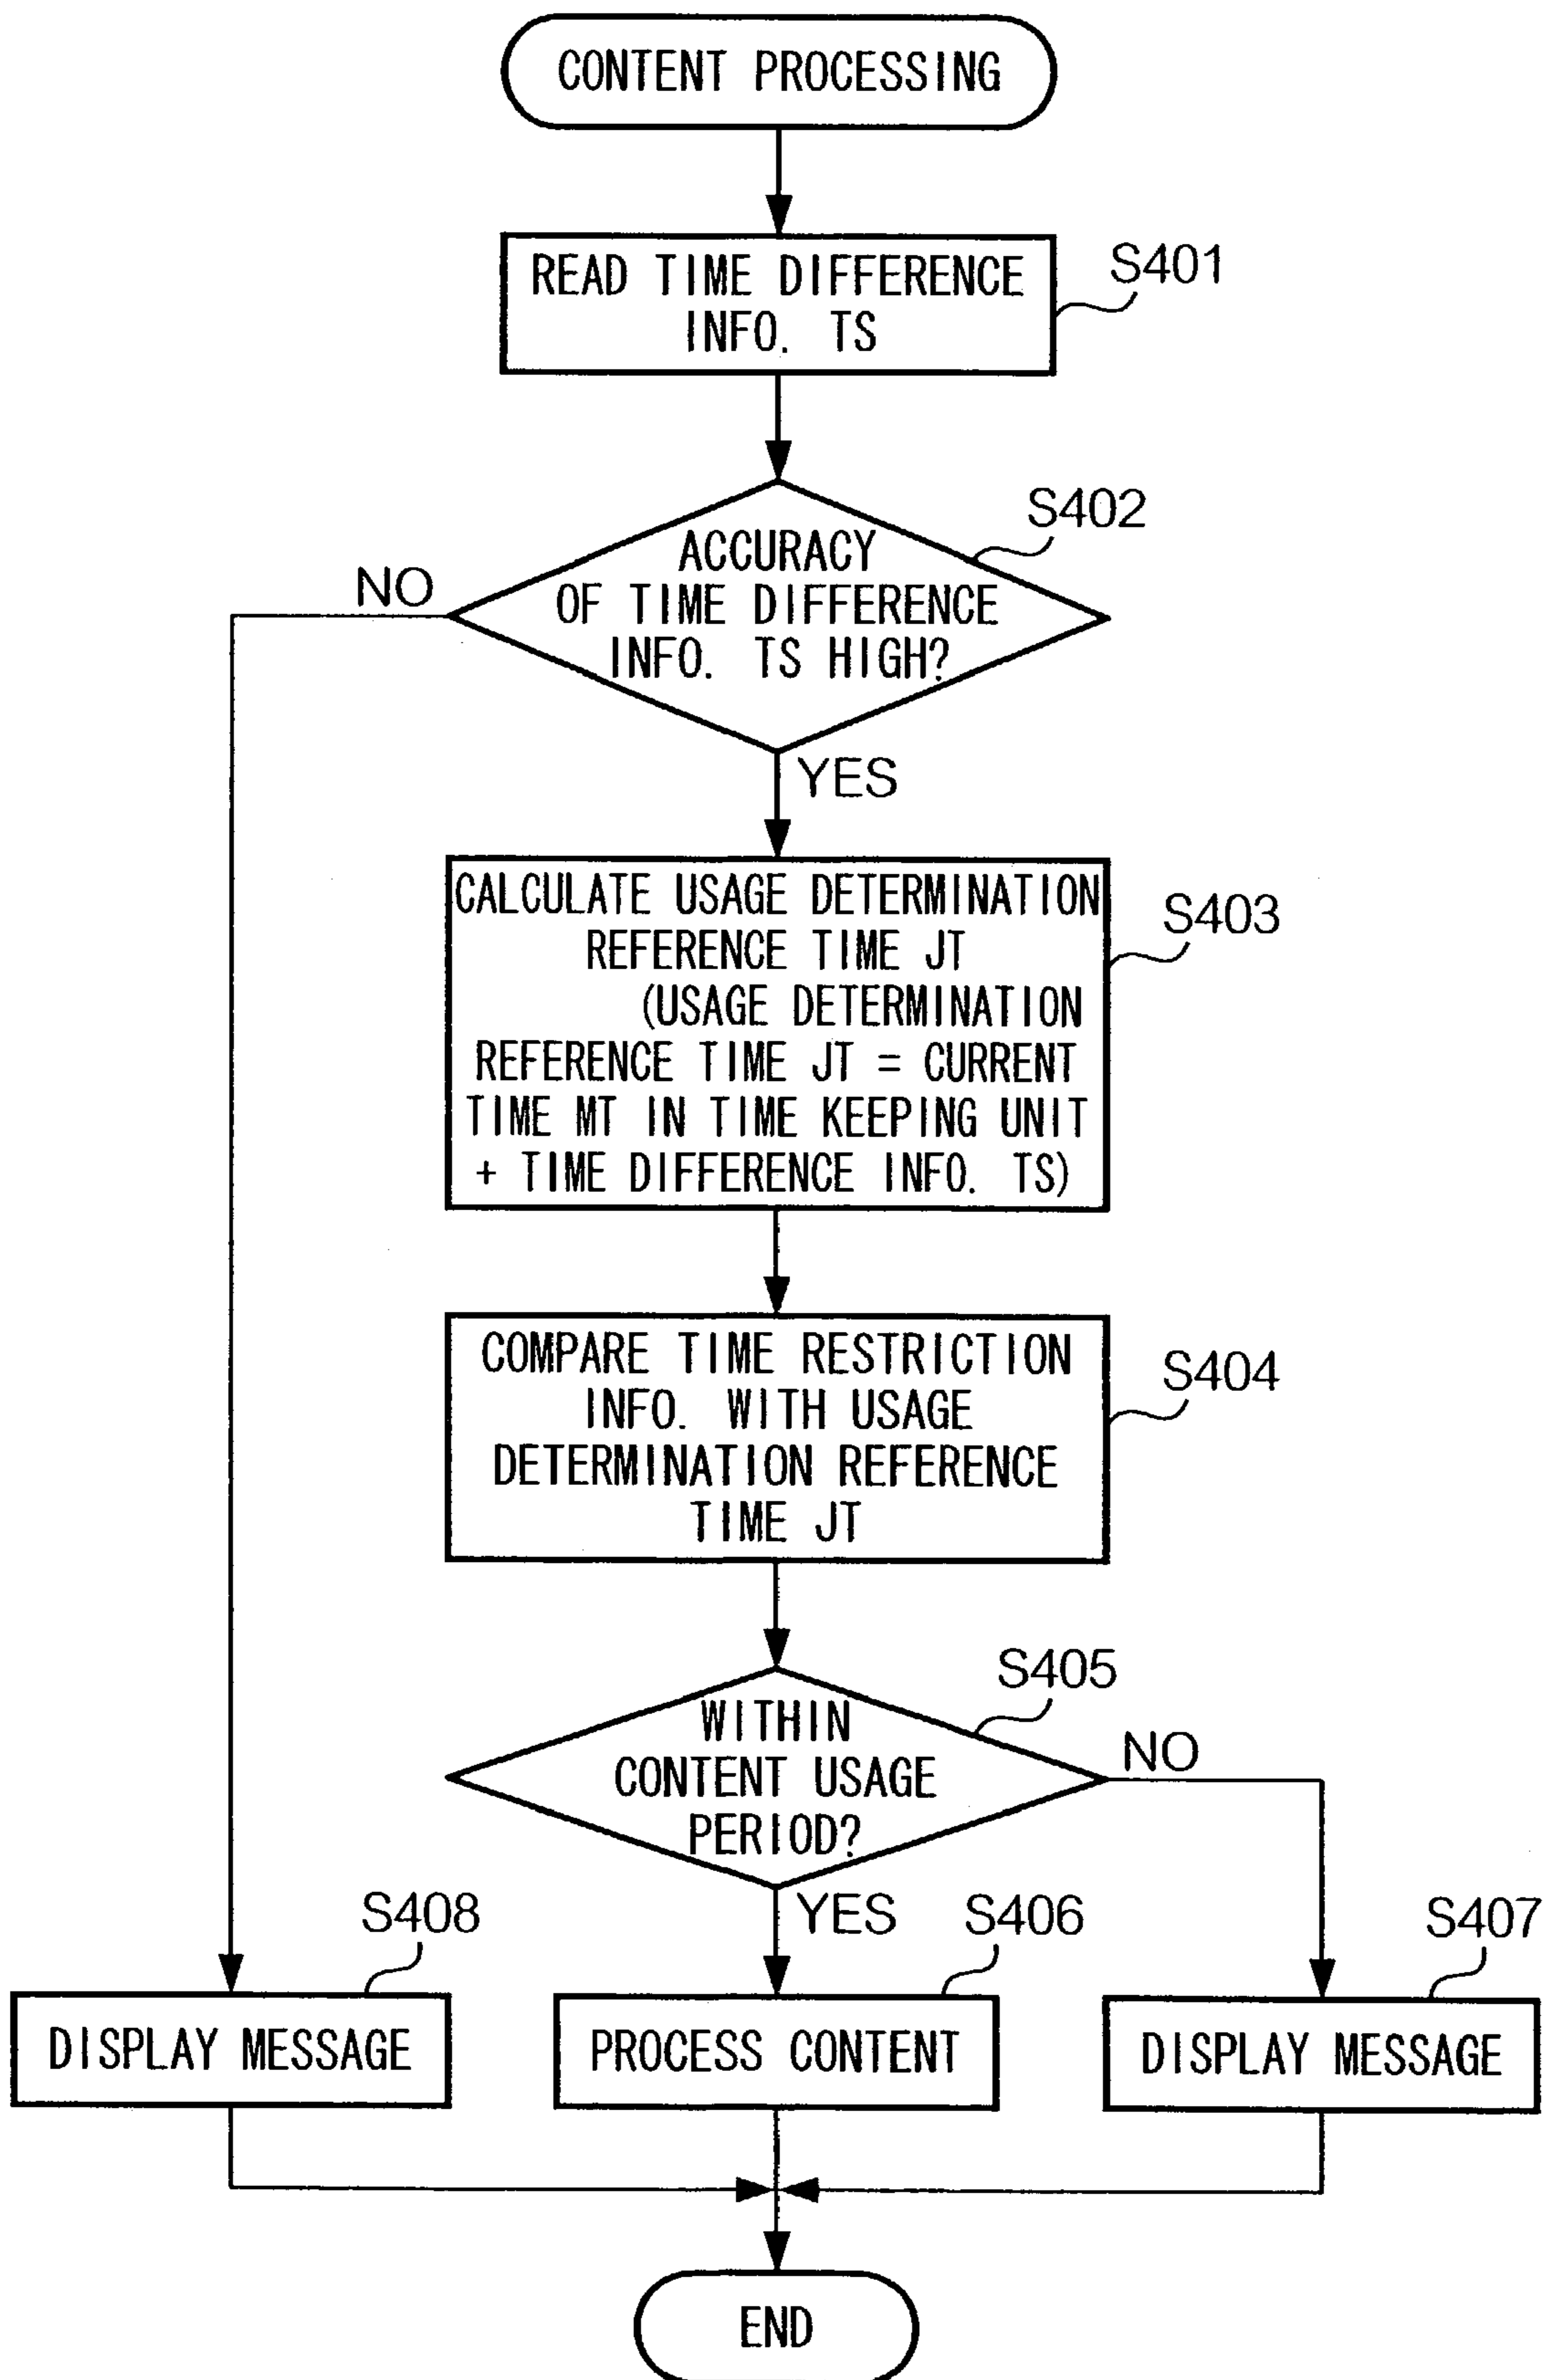 CONTENT PROCESSING
READ TIME DIFFERENCE
INFO. TS
S401
S402
ACCURACY
OF TIME DIFFERENCE
INFO. TS HIGH?
NO
YES
CALCULATE USAGE DETERMINATION
REFERENCE TIME JT
(USAGE DETERMINATION
REFERENCE TIME JT = CURRENT
TIME MT IN TIME KEEPING UNIT
+ TIME DIFFERENCE INFO. TS)
S403
COMPARE TIME RESTRICTION
INFO. WITH USAGE
DETERMINATION REFERENCE
TIME JT
S404
S405
WITHIN
CONTENT USAGE
PERIOD?
NO
YES
S408
S406
S407
DISPLAY MESSAGE
PROCESS CONTENT
DISPLAY MESSAGE
END